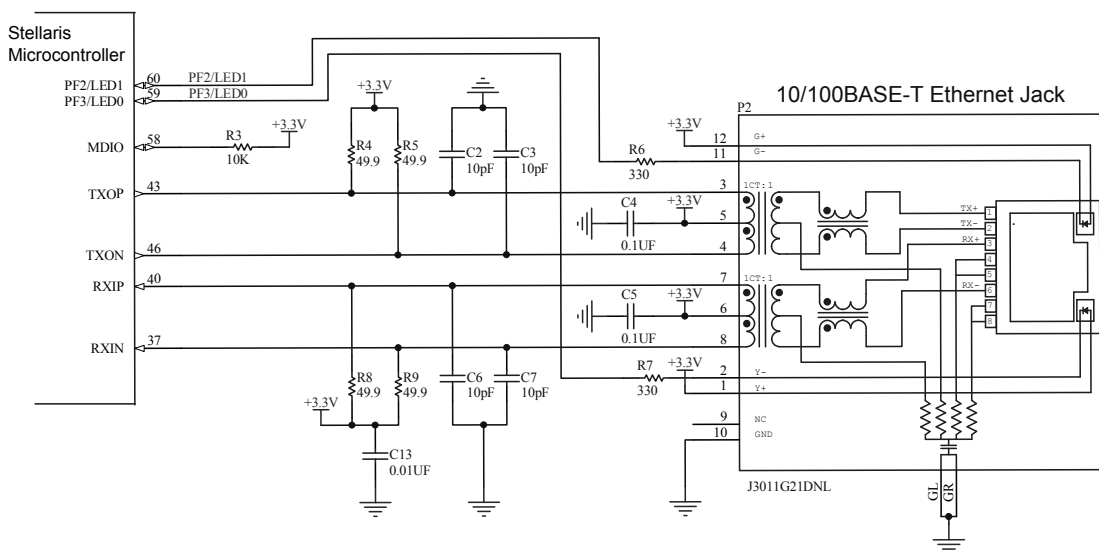 Stellaris
Microcontroller
PF2/LED1
60
PF2/LED1
PF3/LED0
59
PF3/LED0
+3.3V
10/100BASE-T Ethernet Jack
P2
MDIO
58
R3
10K
+3.3V
R4
49.9
R5
49.9
C2
10pF
C3
10pF
R6
330
+3.3V
12
G+
11
G-
TXOP
43
3
1CT:1
C4
0.1UF
+3.3V
5
TXON
46
4
TX+
1
TX-
2
RX+
3
4
5
RX-
6
7
8
RXIP
40
7
1CT:1
C5
0.1UF
+3.3V
6
RXIN
37
8
R8
49.9
R9
49.9
C6
10pF
C7
10pF
R7
330
+3.3V
2
Y-
1
Y+
+3.3V
9
NC
10
GND
C13
0.01UF
J3011G21DNL
GL
GR